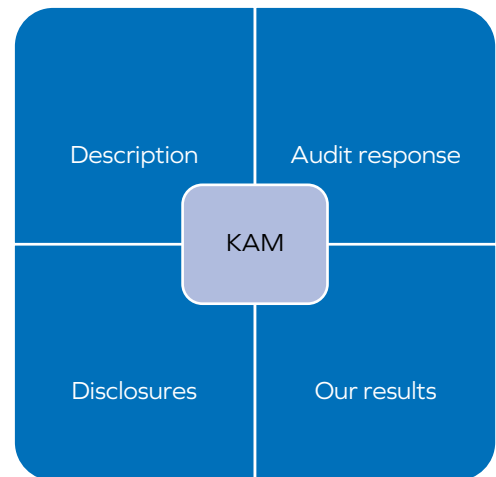 Description
Audit response
KAM
Disclosures
Our results